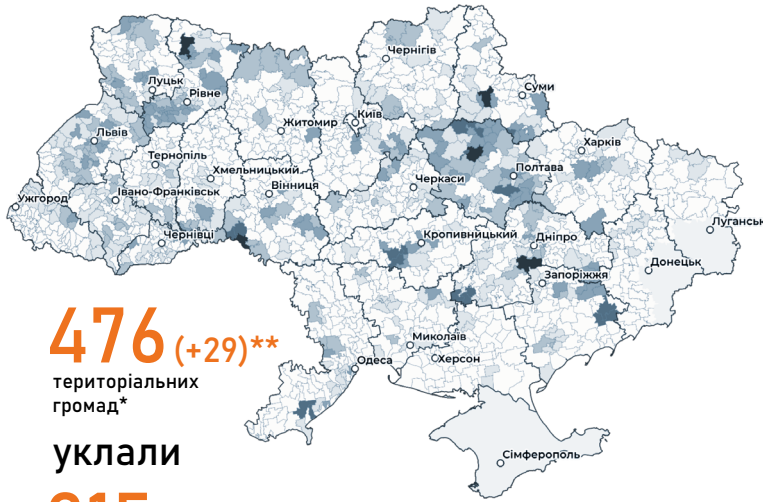 Чернігів
Суми
Луцьк
Рівне
Київ
Житомир
Львів
Харків
Тернопіль
Полтава
Хмельницький
Черкаси
Вінниця
Ужгород
Івано-Франківськ
Луганськ
Чернівці
Кропивницький
Дніпро
Донецьк
Запоріжжя
476 (+29)**
Миколаїв
Одеса
Херсон
територіальних
громад*
уклали
Сімферополь